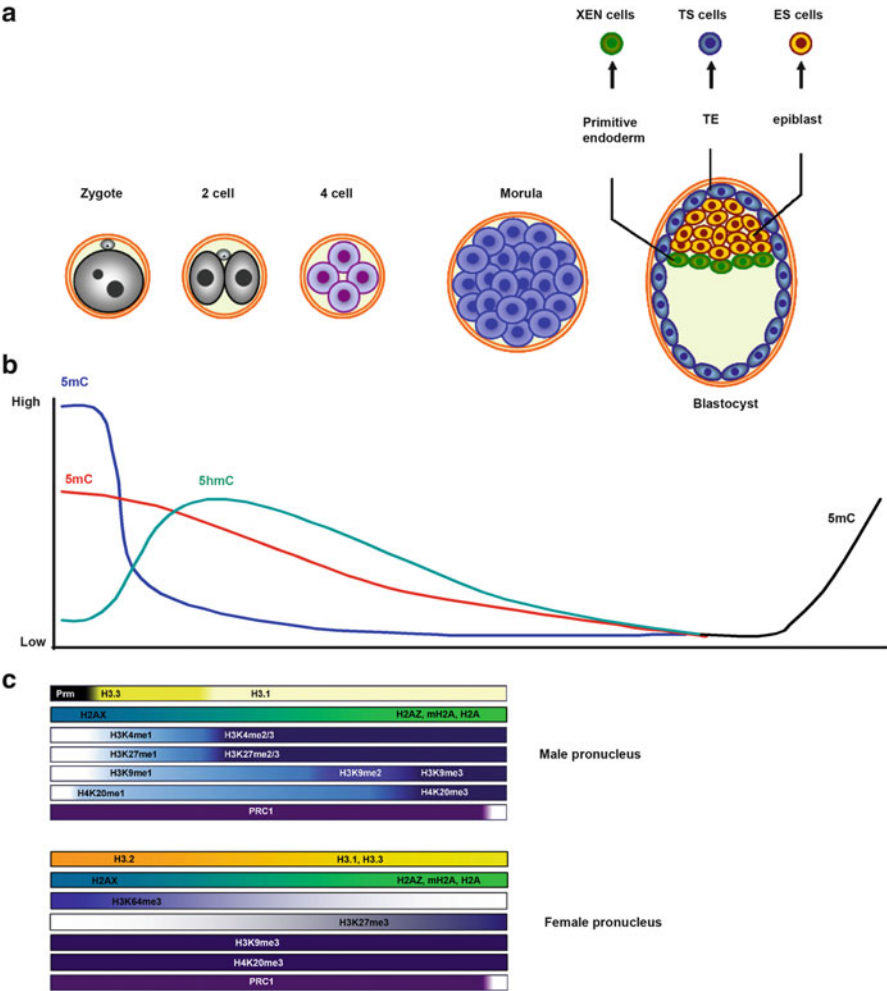 a
XEN cells TS cells ES cells
Primitive
endoderm
TE
epiblast
Zygote 2 cell 4 cell Morula
Blastocyst
b
High
5mC
5mC
5hmC
5mC
Low
c
Prm H3.3 H3.1
H2AX H2AZ, mH2A, H2A
H3K4me1 H3K4me2/3
H3K27me1 H3K27me2/3
H3K9me1 H3K9me2 H3K9me3
H4K20me1 H4K20me3
PRC1
Male pronucleus
H3.2 H3.1, H3.3
H2AX H2AZ, mH2A, H2A
H3K64me3
H3K27me3
H3K9me3
H4K20me3
PRC1
Female pronucleus